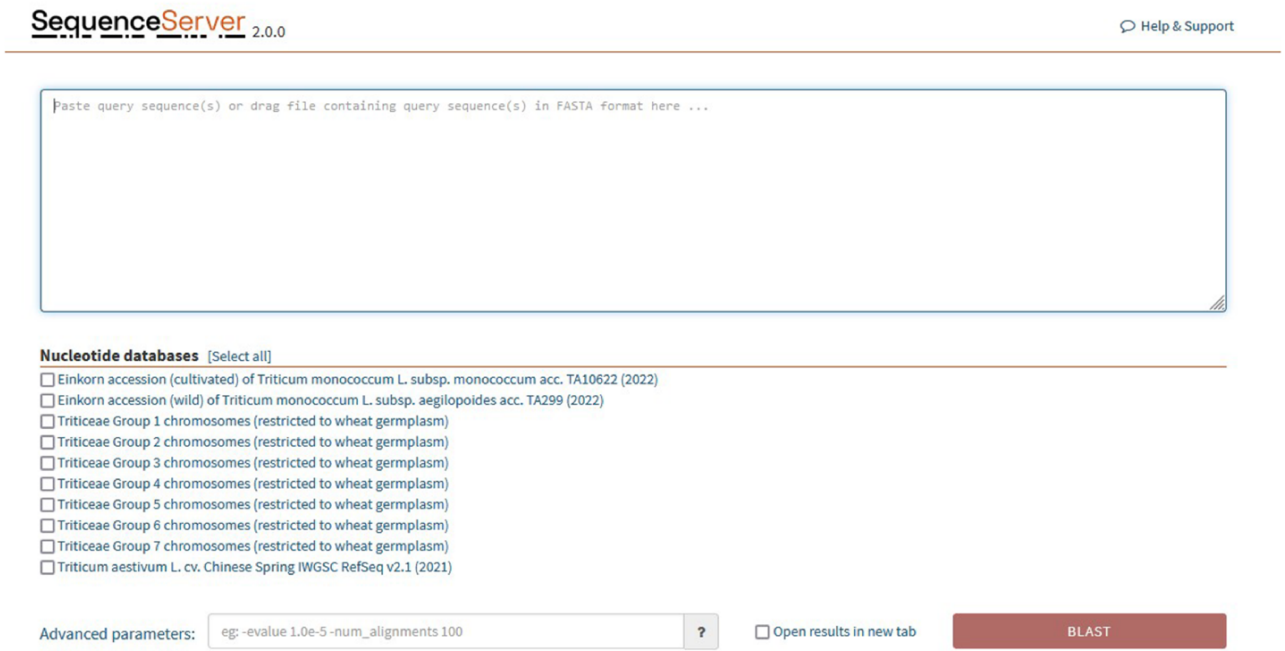 SequenceServer 2.0.0
Help & Support
Paste query sequence(s) or drag file containing query sequence(s) in FASTA format here ...
Nucleotide databases [Select all]
Einkorn accession (cultivated) of Triticum monococcum L. subsp. monococcum acc. TA10622 (2022)
Einkorn accession (wild) of Triticum monococcum L. subsp. aegilopoides acc. TA299 (2022)
Triticeae Group 1 chromosomes (restricted to wheat germplasm)
Triticeae Group 2 chromosomes (restricted to wheat germplasm)
Triticeae Group 3 chromosomes (restricted to wheat germplasm)
Triticeae Group 4 chromosomes (restricted to wheat germplasm)
Triticeae Group 5 chromosomes (restricted to wheat germplasm)
Triticeae Group 6 chromosomes (restricted to wheat germplasm)
Triticeae Group 7 chromosomes (restricted to wheat germplasm)
Triticum aestivum L. cv. Chinese Spring IWGSC RefSeq v2.1 (2021)
Advanced parameters: eg: -evalue 1.0e-5 -num_alignments 100 ? Open results in new tab BLAST